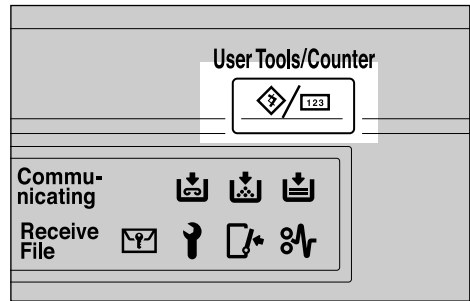 User Tools/Counter
123
Commu-
nicating
Receive
File